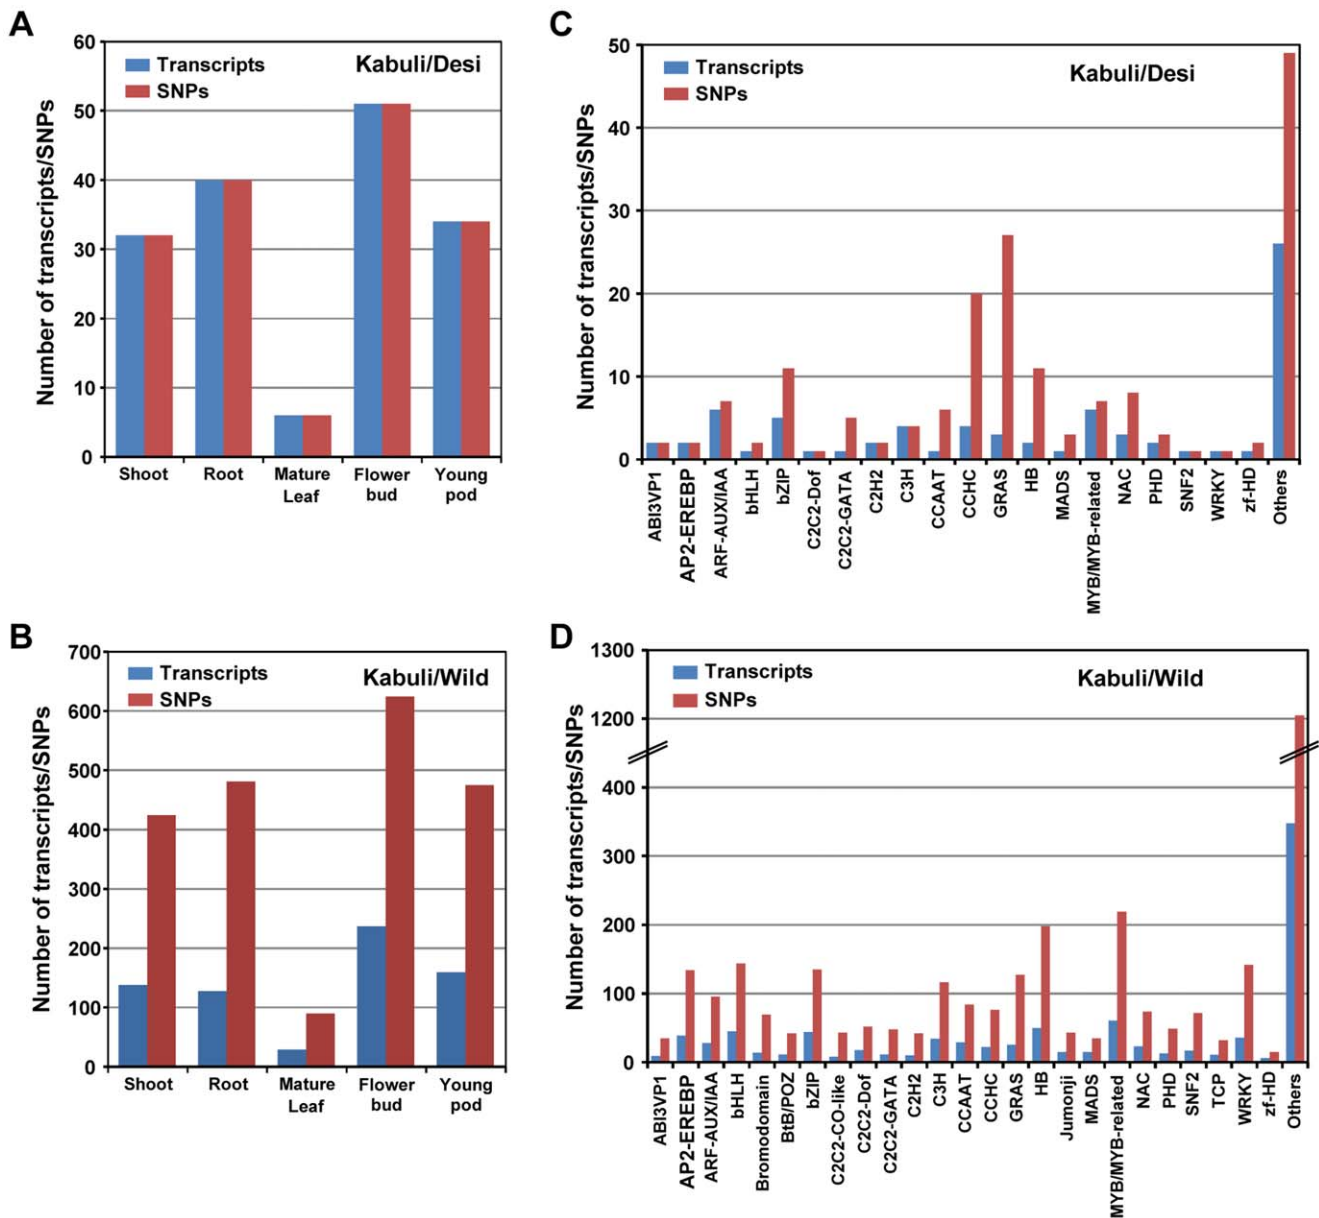 A
Number of transcripts/SNPs
60
50
40
30
20
10
0
Transcripts
SNPs
Kabuli/Desi
Shoot
Root
Mature
Leaf
Flower
bud
Young
pod
C
Number of transcripts/SNPs
50
40
30
20
10
0
Transcripts
SNPs
Kabuli/Desi
ABI3VP1
AP2-EREBP
ARF-AUX/IAA
bHLH
bZIP
C2C2-Dof
C2C2-GATA
C2H2
C3H
CCAAT
CCHC
GRAS
HB
MADS
MYB/MYB-related
NAC
PHD
SNF2
WRKY
zf-HD
Others
B
Number of transcripts/SNPs
700
600
500
400
300
200
100
0
Transcripts
SNPs
Kabuli/Wild
Shoot
Root
Mature
Leaf
Flower
bud
Young
pod
D
Number of transcripts/SNPs
1300
1200
400
300
200
100
0
Transcripts
SNPs
Kabuli/Wild
ABI3VP1
AP2-EREBP
ARF-AUX/IAA
bHLH
Bromodomain
BtB/POZ
bZIP
C2C2-CO-like
C2C2-Dof
C2C2-GATA
C2H2
C3H
CCAAT
CCHC
GRAS
HB
Jumonji
MADS
MYB/MYB-related
NAC
PHD
SNF2
TCP
WRKY
zf-HD
Others